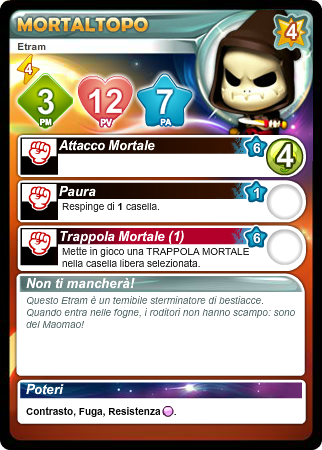 MORTALTOPO
4
Etram
4
3
PM
12
PV
7
PA
Attacco Mortale
6
4
Paura
1
Respinge di 1 casella.
Trappola Mortale (1)
6
Mette in gioco una TRAPPOLA MORTALE
nella casella libera selezionata.
Non ti mancherà!
Questo Etram è un temibile sterminatore di bestiacce.
Quando entra nelle fogne, i roditori non hanno scampo: sono
del Maomao!
Poteri
Contrasto, Fuga, Resistenza .